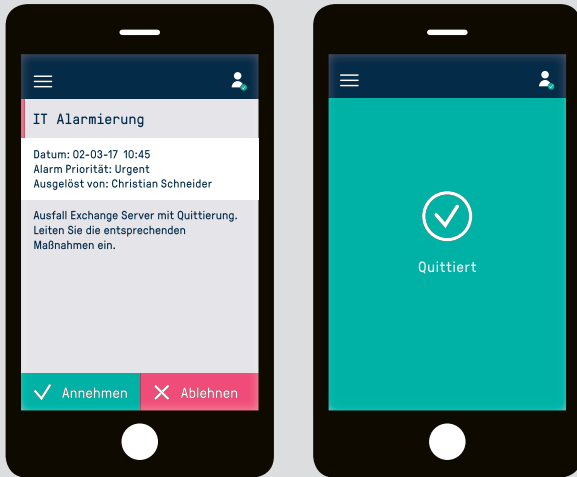 IT Alarmierung
Datum: 02-03-17 10:45
Alarm Priorität: Urgent
Ausgelöst von: Christian Schneider
Ausfall Exchange Server mit Quittierung.
Leiten Sie die entsprechenden
Maßnahmen ein.
Annehmen
Ablehnen
Quittiert